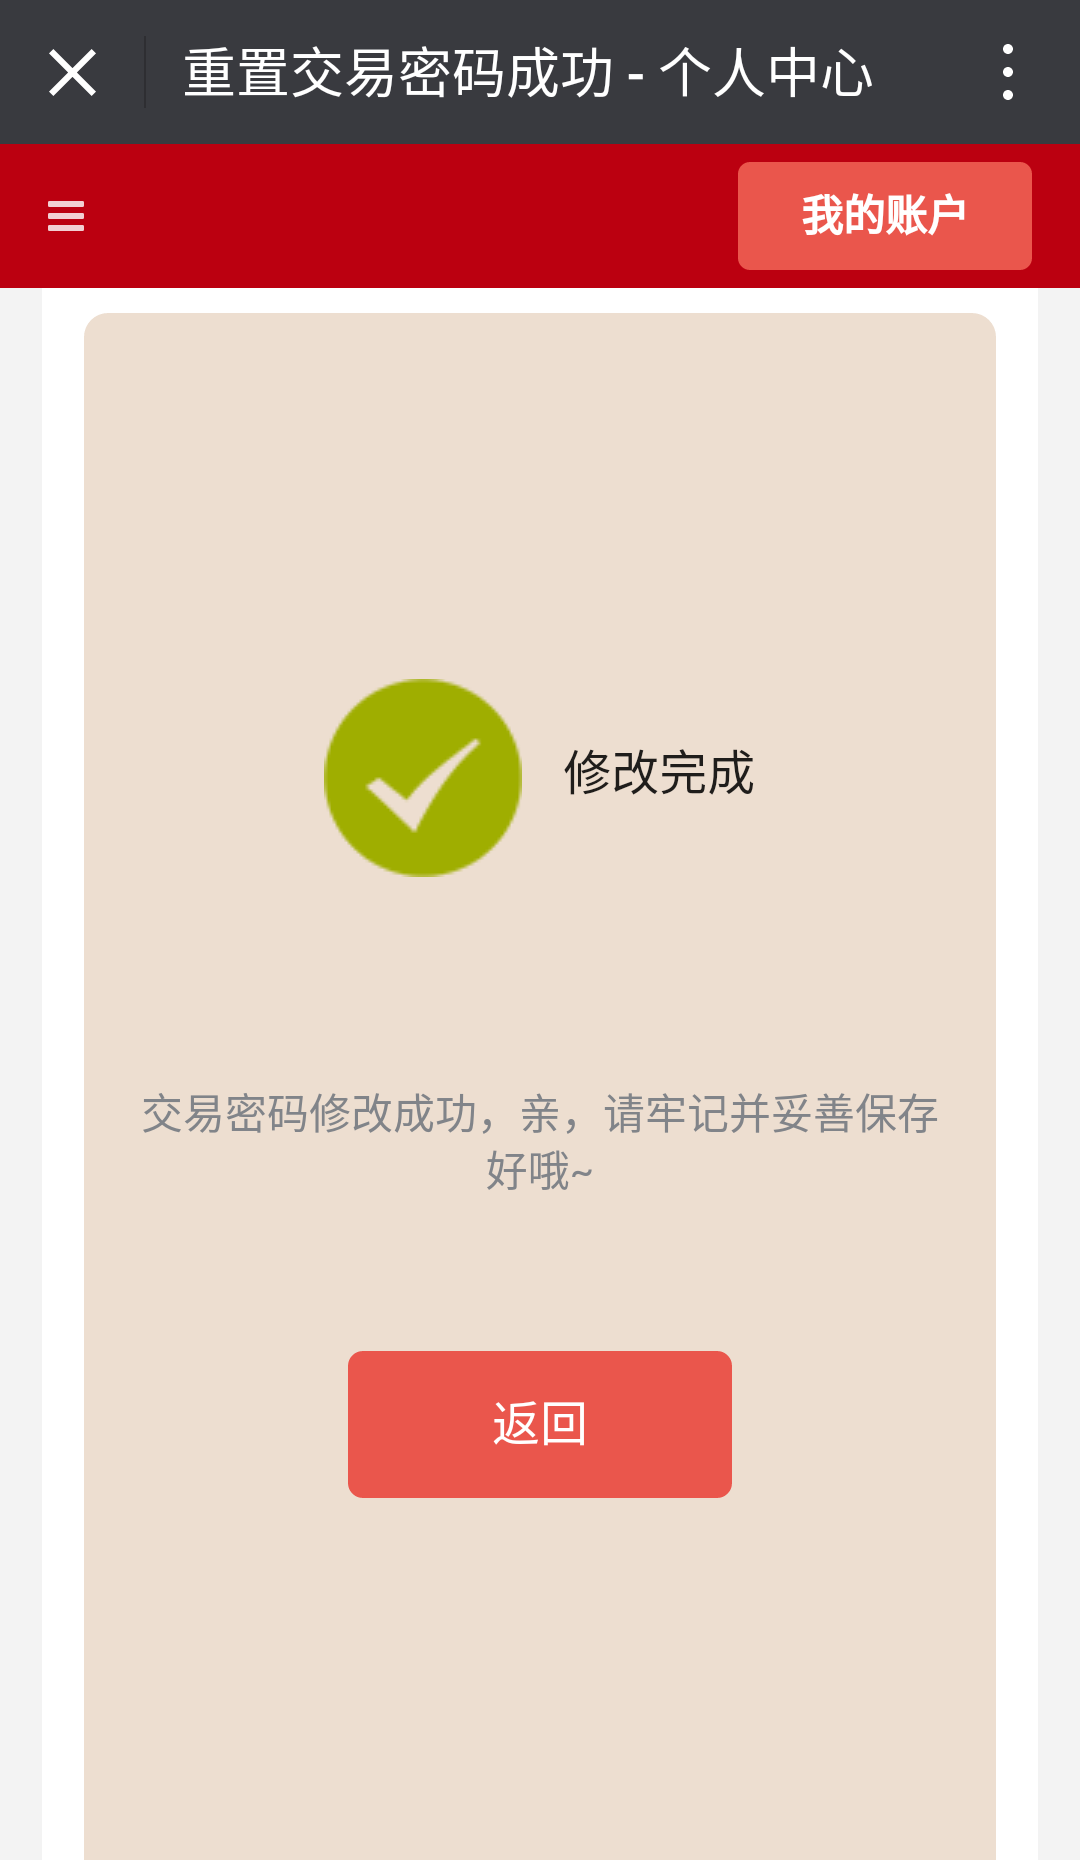 重置交易密码成功 - 个人中心
我的账户
修改完成
交易密码修改成功，亲，请牢记并妥善保存
好哦~
返回